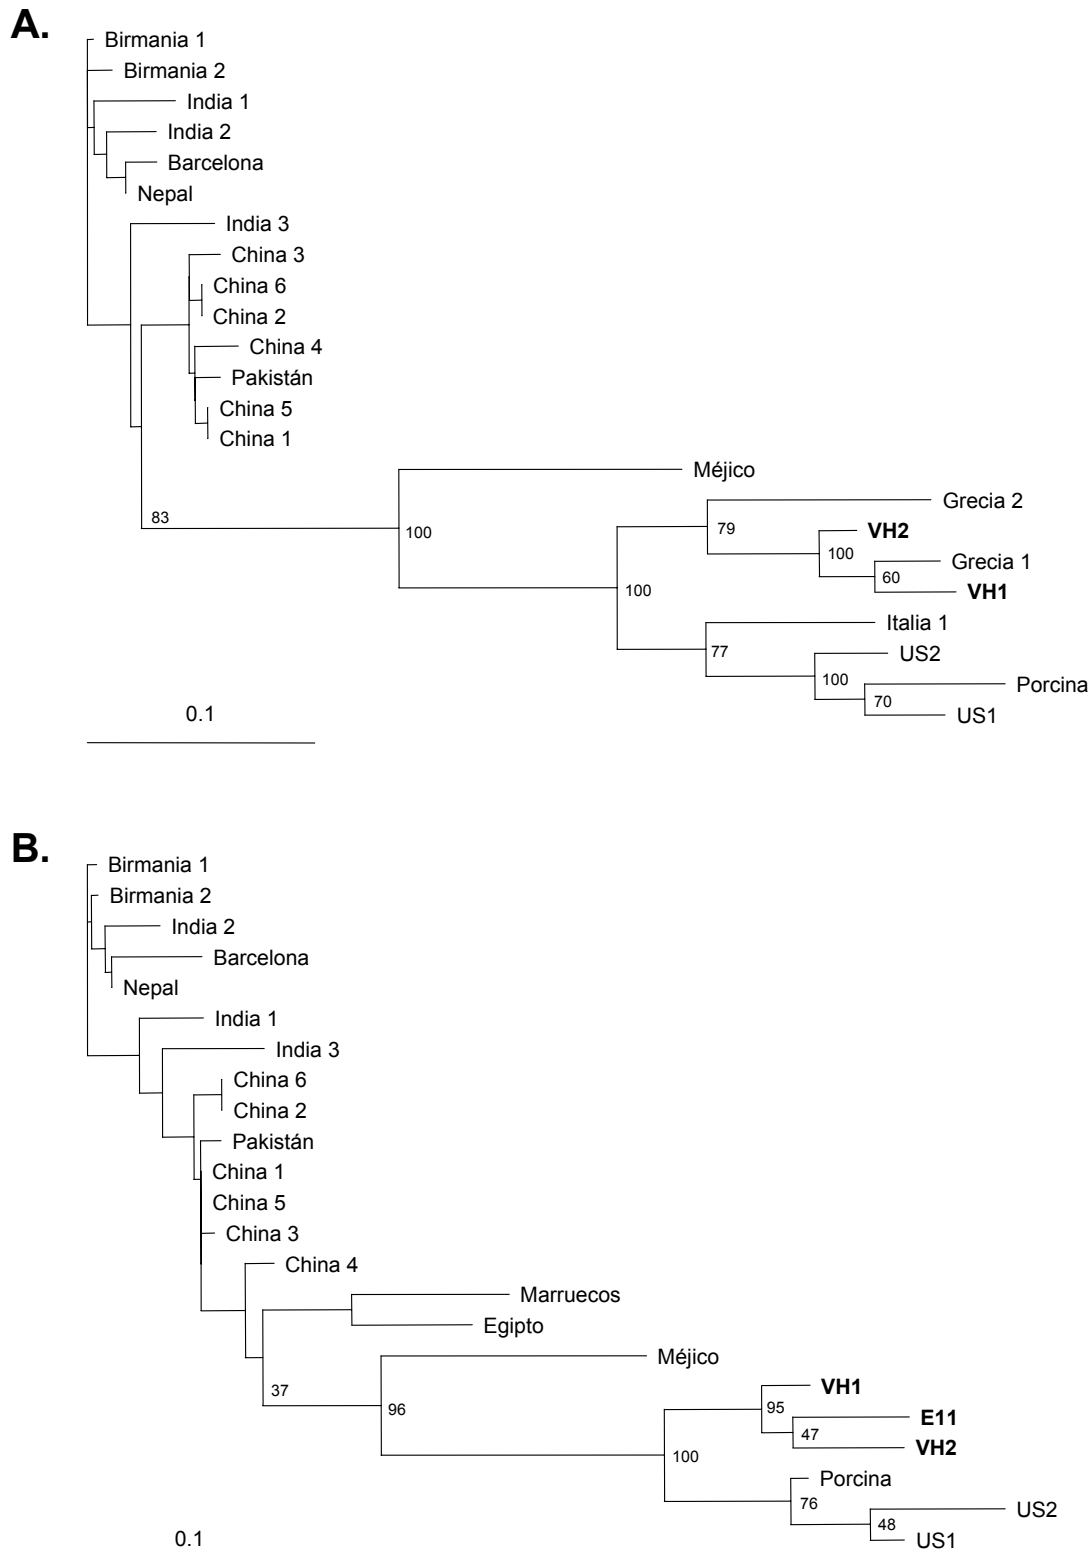 A.
Birmania 1
Birmania 2
India 1
India 2
Barcelona
Nepal
India 3
China 3
China 6
China 2
China 4
Pakistán
China 5
China 1
Méjico
Grecia 2
83
79
VH2
100
100
Grecia 1
60
100
VH1
Italia 1
77
US2
100
Porcina
70
0.1
US1
B.
Birmania 1
Birmania 2
India 2
Barcelona
Nepal
India 1
India 3
China 6
China 2
Pakistán
China 1
China 5
China 3
China 4
Marruecos
Egipto
Méjico
37
VH1
96
95
E11
47
VH2
100
Porcina
76
US2
48
0.1
US1